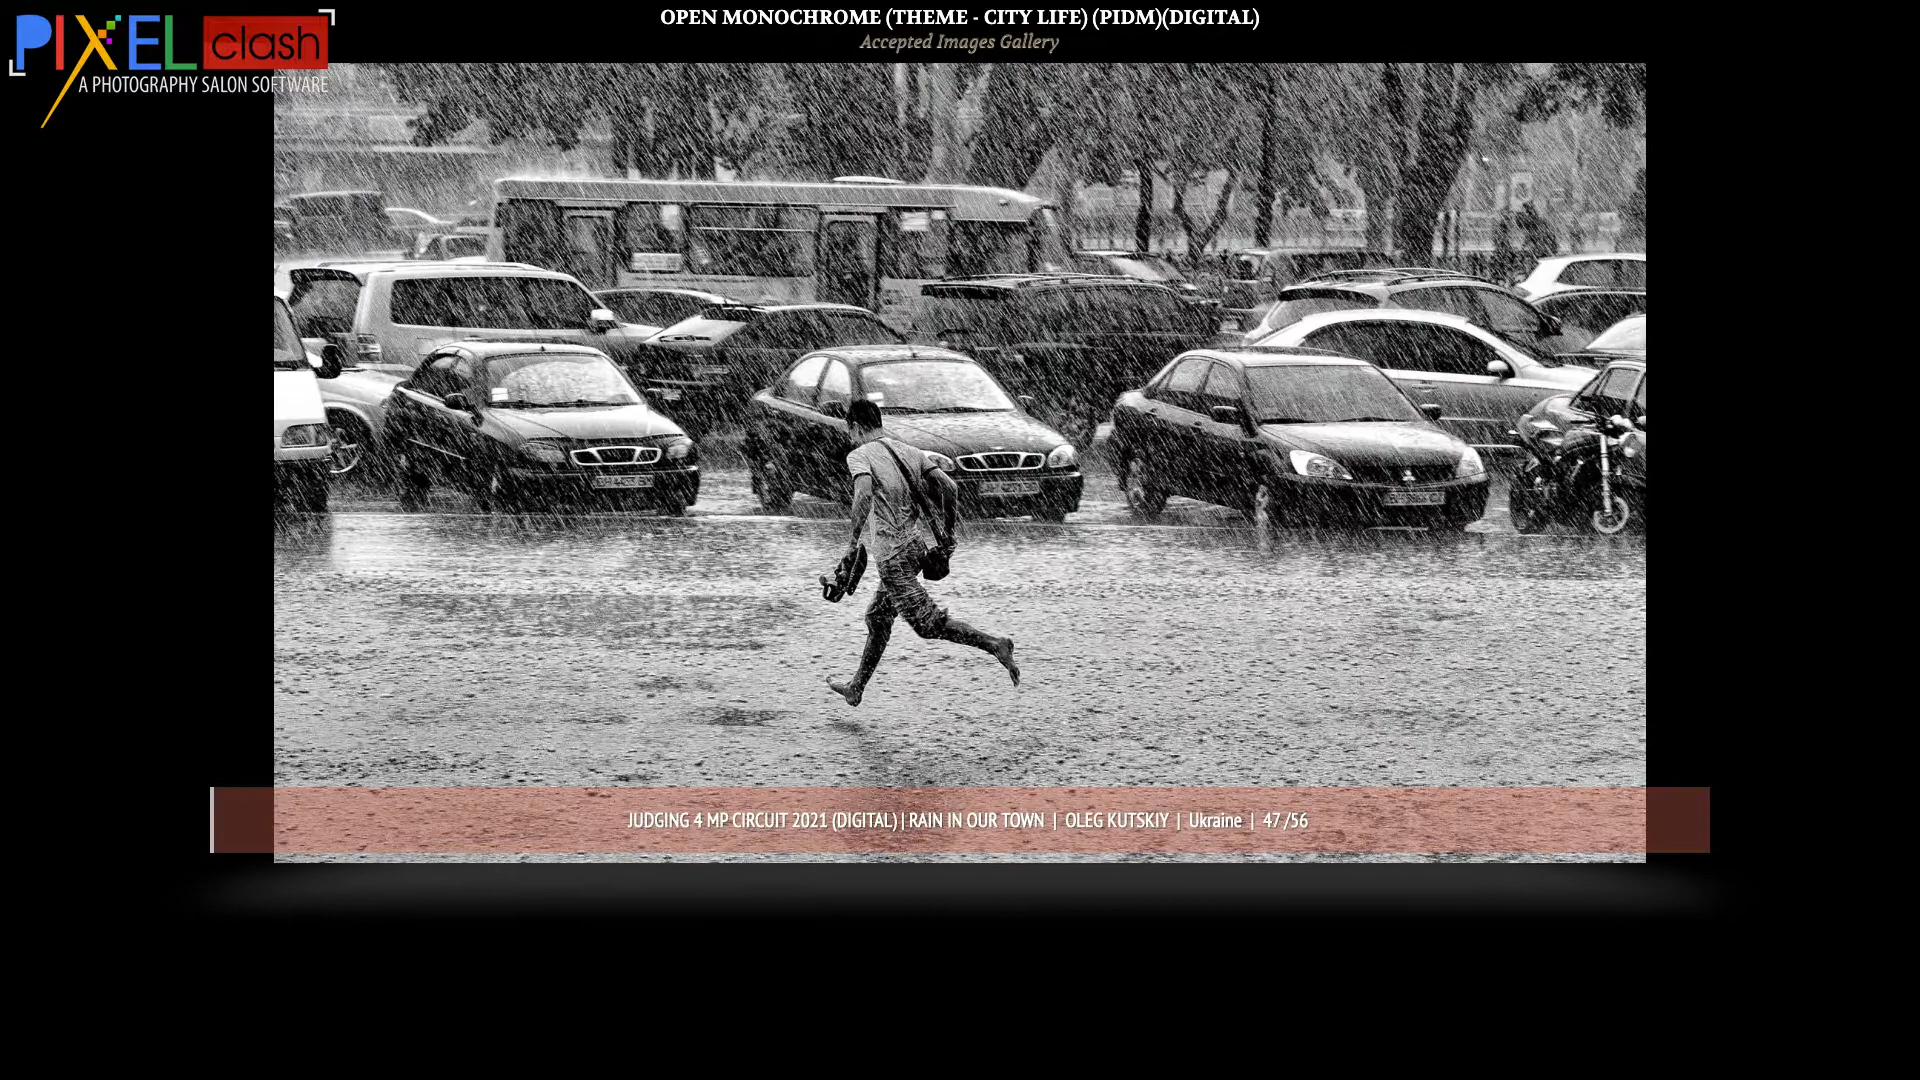 OPEN MONOCHROME (THEME - CITY LIFE) (PIDM)(DIGITAL)
Accepted Images Gallery
PIXEL clash
A PHOTOGRAPHY SALON SOFTWARE
JUDGING 4 MP CIRCUIT 2021 (DIGITAL) | RAIN IN OUR TOWN | OLEG KUTSKIY | Ukraine | 47 /56